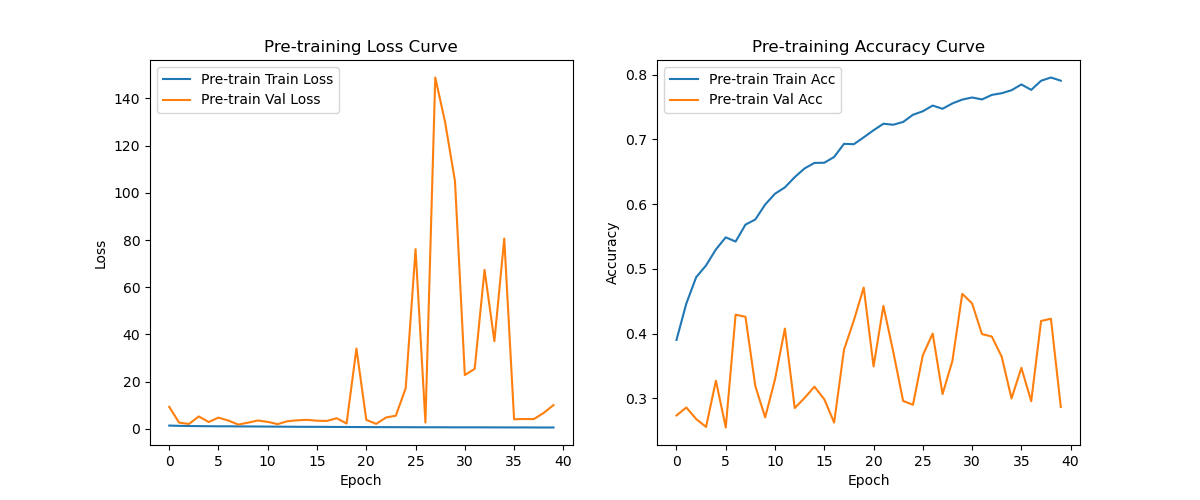 Pre-training Loss Curve
Pre-train Train Loss
Pre-train Val Loss
Loss
140
120
100
80
60
40
20
0
0 5 10 15 20 25 30 35 40
Epoch
Pre-training Accuracy Curve
Pre-train Train Acc
Pre-train Val Acc
Accuracy
0.8
0.7
0.6
0.5
0.4
0.3
0 5 10 15 20 25 30 35 40
Epoch